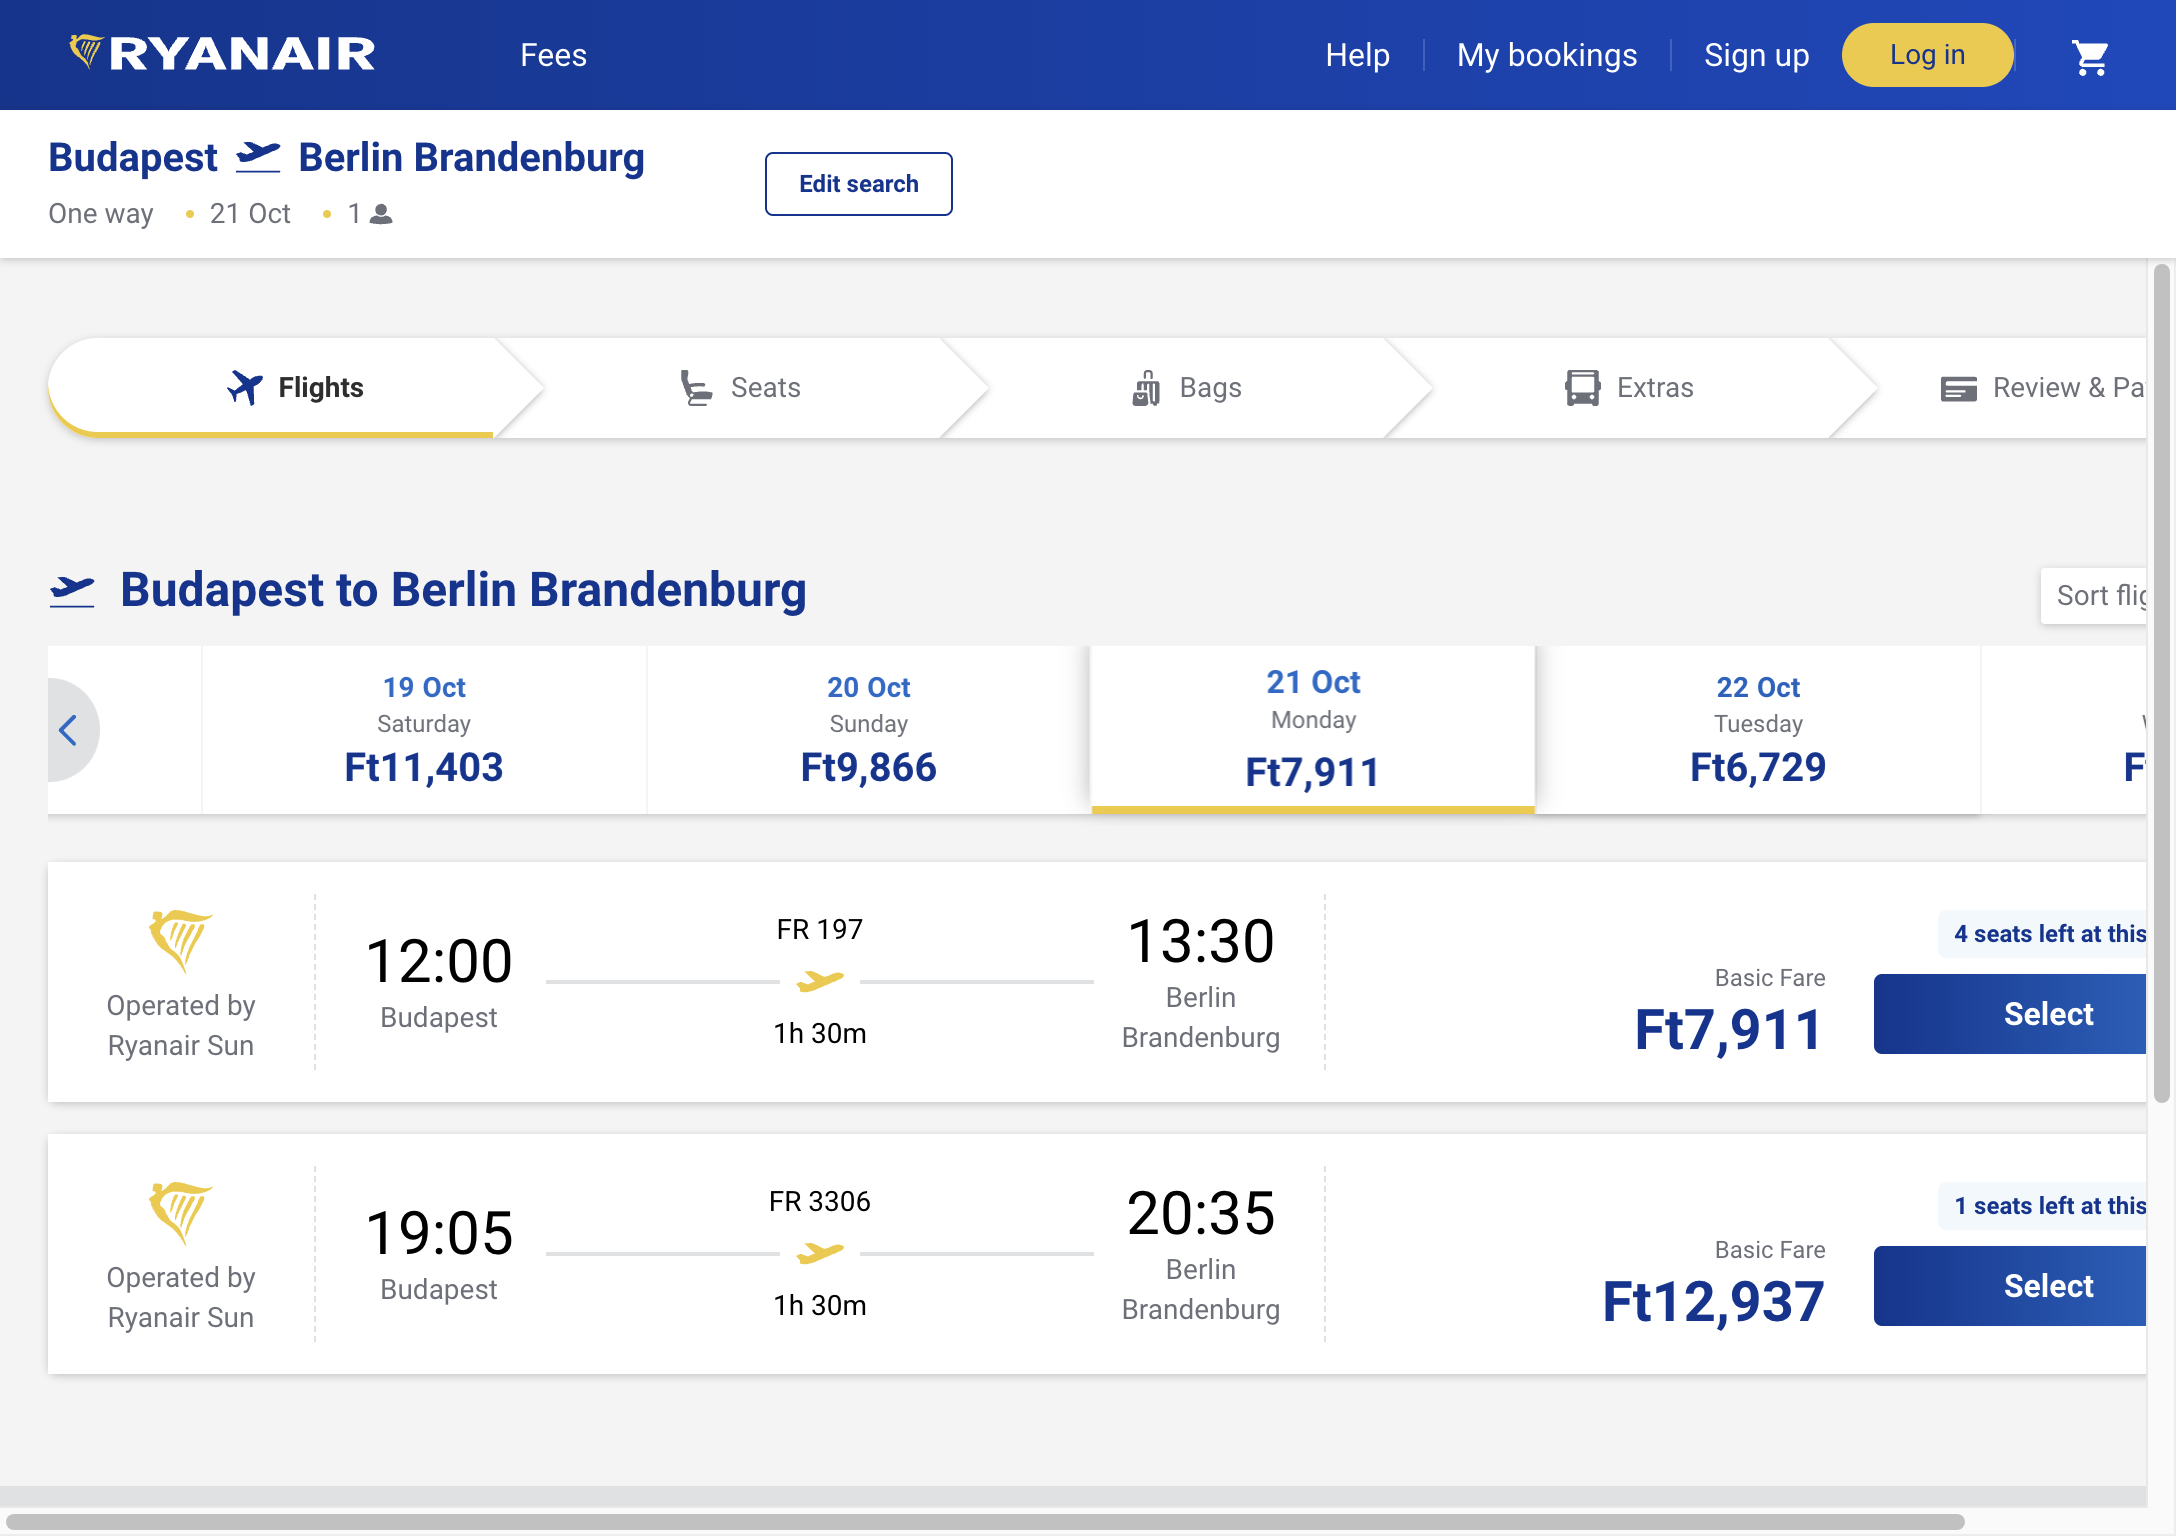 RYANAIR
Fees
Help
My bookings
Sign up
Log in
Budapest Berlin Brandenburg
One way • 21 Oct • 1
Edit search
Flights
Seats
Bags
Extras
Review & Pa
Budapest to Berlin Brandenburg
Sort flig
19 Oct
Saturday
Ft11,403
20 Oct
Sunday
Ft9,866
21 Oct
Monday
Ft7,911
22 Oct
Tuesday
Ft6,729
Operated by
Ryanair Sun
12:00
Budapest
FR 197
1h 30m
13:30
Berlin
Brandenburg
Basic Fare
Ft7,911
4 seats left at this
Select
Operated by
Ryanair Sun
19:05
Budapest
FR 3306
1h 30m
20:35
Berlin
Brandenburg
Basic Fare
Ft12,937
1 seats left at this
Select